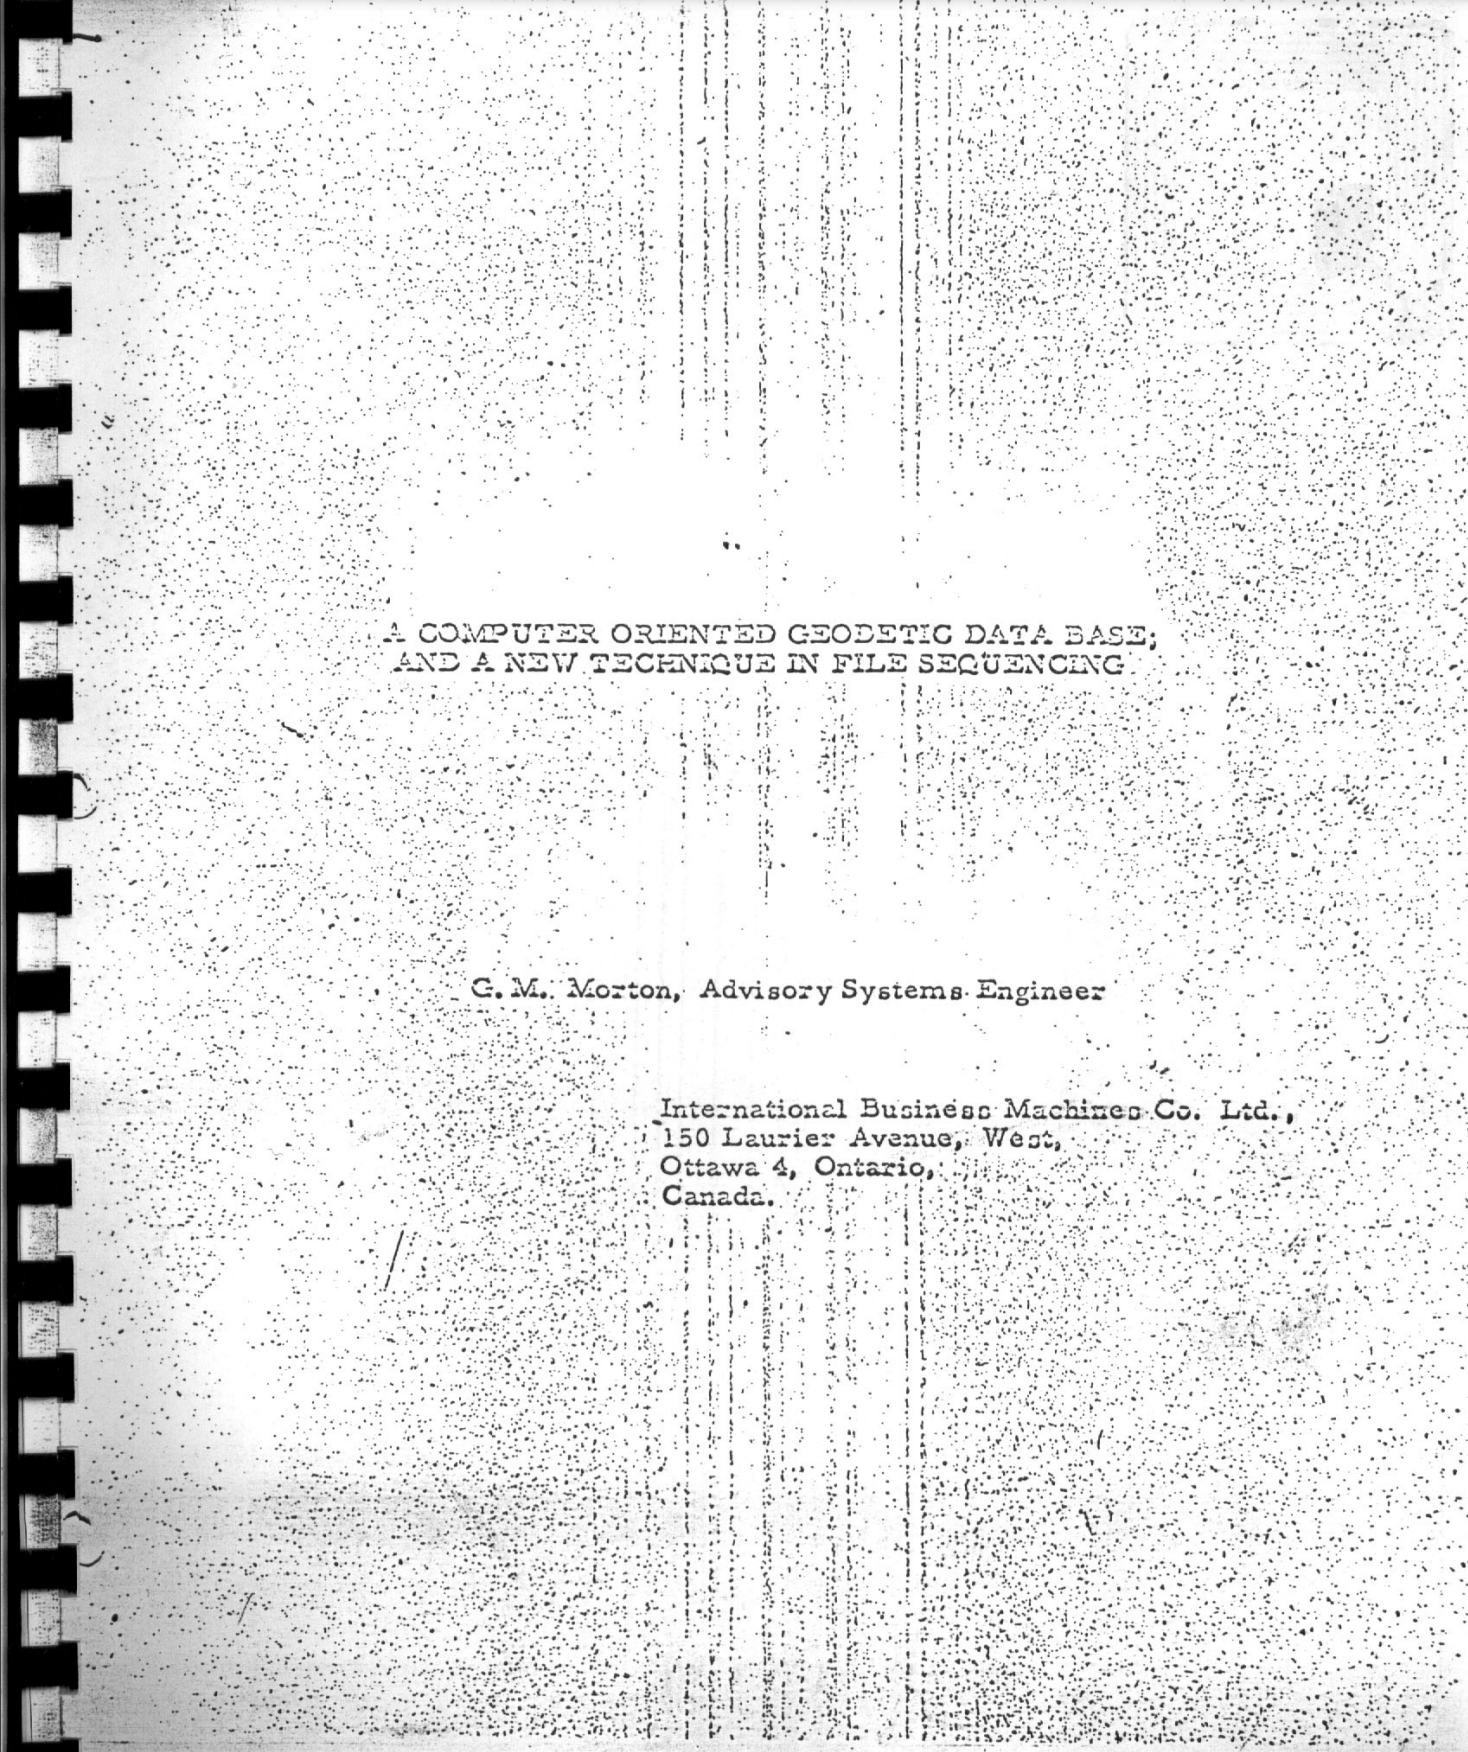 A COMPUTER ORIENTED GEODETIC DATA BASE;
AND A NEW TECHNIQUE IN FILE SEQUENCING
G. M. Morton, Advisory Systems Engineer
International Business Machines Co. Ltd.,
150 Laurier Avenue, West,
Ottawa 4, Ontario,
Canada.